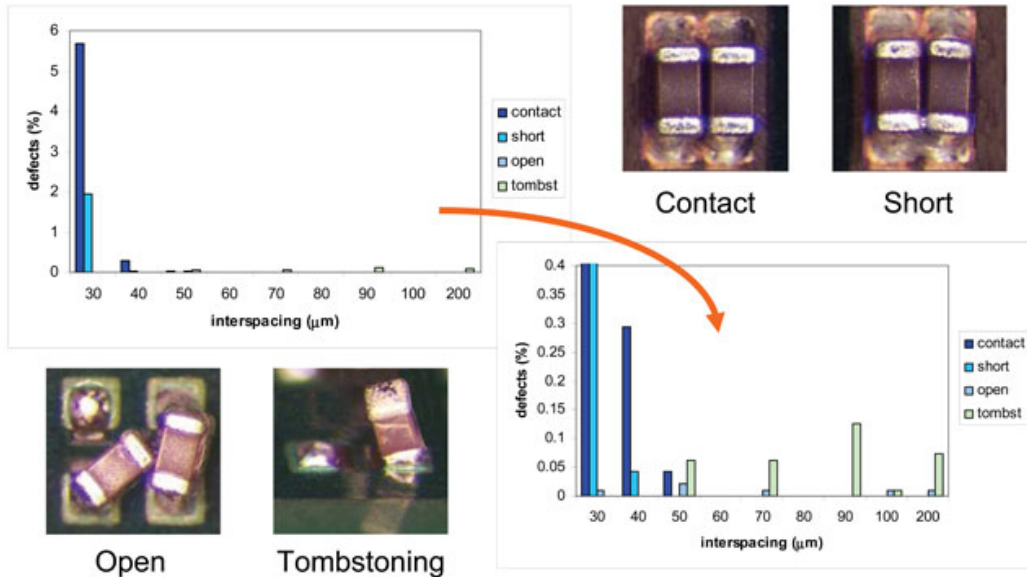 6
5
4
3
2
1
0
defects (%)
30 40 50 60 70 90 100 200
interspacing (μm)
contact
short
open
tombst
Contact
Short
0.4
0.35
0.3
0.25
0.2
0.15
0.1
0.05
0
defects (%)
30 40 50 60 70 90 100 200
interspacing (μm)
contact
short
open
tombst
Open
Tombstoning